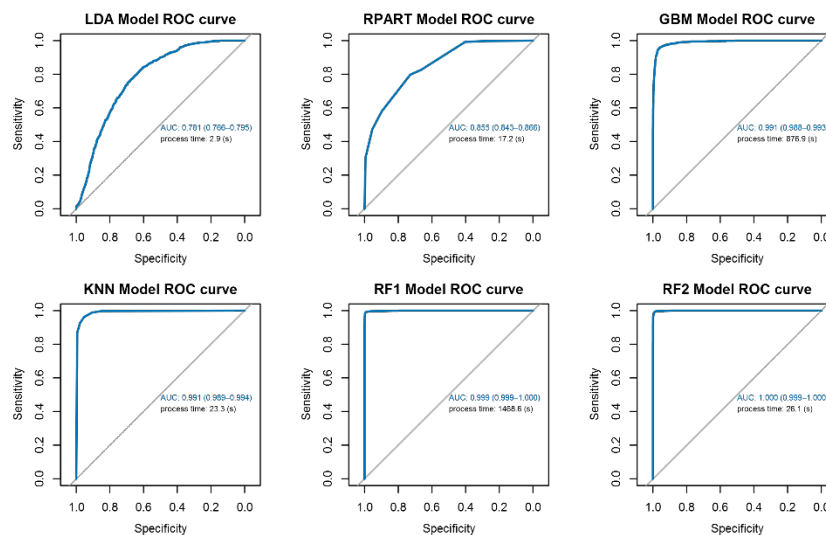 LDA Model ROC curve
Sensitivity
0.0 0.2 0.4 0.6 0.8 1.0
AUC: 0.781 (0.766–0.795)
process time: 2.9 (s)
1.0 0.8 0.6 0.4 0.2 0.0
Specificity
RPART Model ROC curve
Sensitivity
0.0 0.2 0.4 0.6 0.8 1.0
AUC: 0.855 (0.843–0.866)
process time: 17.2 (s)
1.0 0.8 0.6 0.4 0.2 0.0
Specificity
GBM Model ROC curve
Sensitivity
0.0 0.2 0.4 0.6 0.8 1.0
AUC: 0.991 (0.988–0.993
process time: 876.9 (s)
1.0 0.8 0.6 0.4 0.2 0.0
Specificity
KNN Model ROC curve
Sensitivity
0.0 0.2 0.4 0.6 0.8 1.0
AUC: 0.991 (0.989–0.994)
process time: 23.3 (s)
1.0 0.8 0.6 0.4 0.2 0.0
Specificity
RF1 Model ROC curve
Sensitivity
0.0 0.2 0.4 0.6 0.8 1.0
AUC: 0.999 (0.999–1.000)
process time: 1468.6 (s)
1.0 0.8 0.6 0.4 0.2 0.0
Specificity
RF2 Model ROC curve
Sensitivity
0.0 0.2 0.4 0.6 0.8 1.0
AUC: 1.000 (0.999–1.000
process time: 26.1 (s)
1.0 0.8 0.6 0.4 0.2 0.0
Specificity